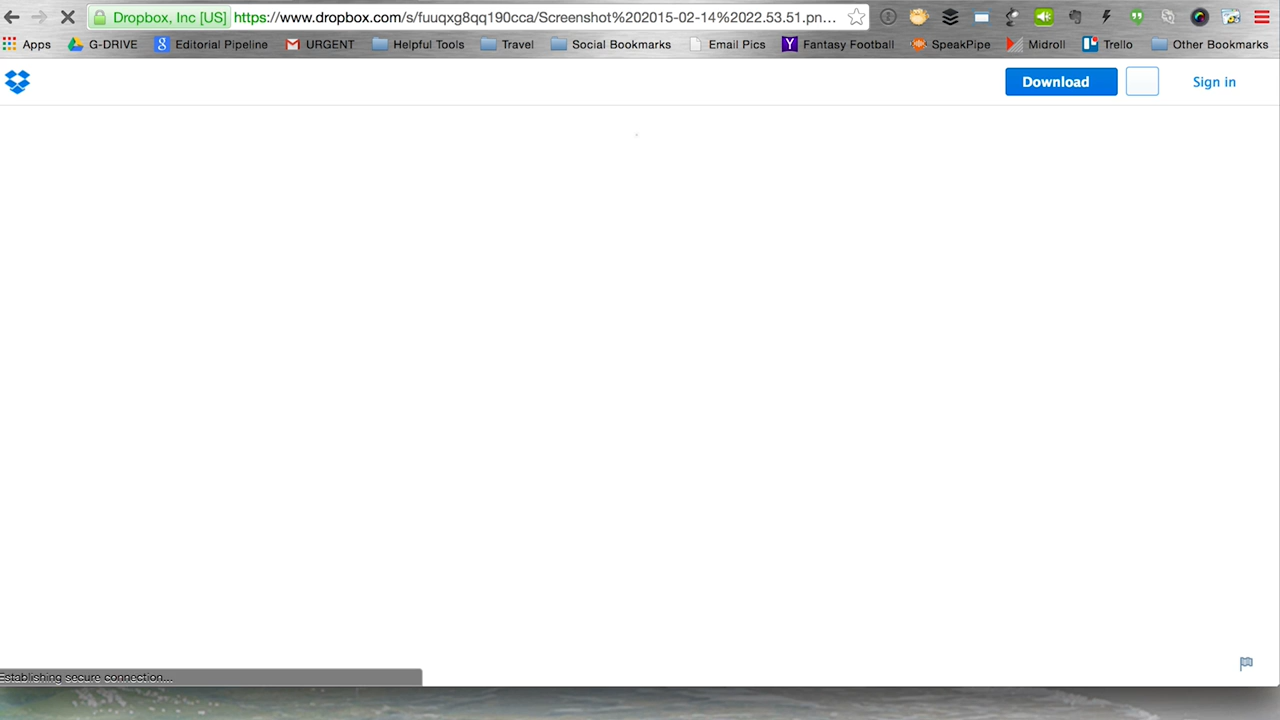 Dropbox, Inc [US] https://www.dropbox.com/s/fuuqxg8qq190cca/Screenshot%202015-02-14%2022.53.51.pn...
Apps G-DRIVE Editorial Pipeline URGENT Helpful Tools Travel Social Bookmarks Email Pics Fantasy Football SpeakPipe Midroll Trello Other Bookmarks
Download Sign in
Establishing secure connection...